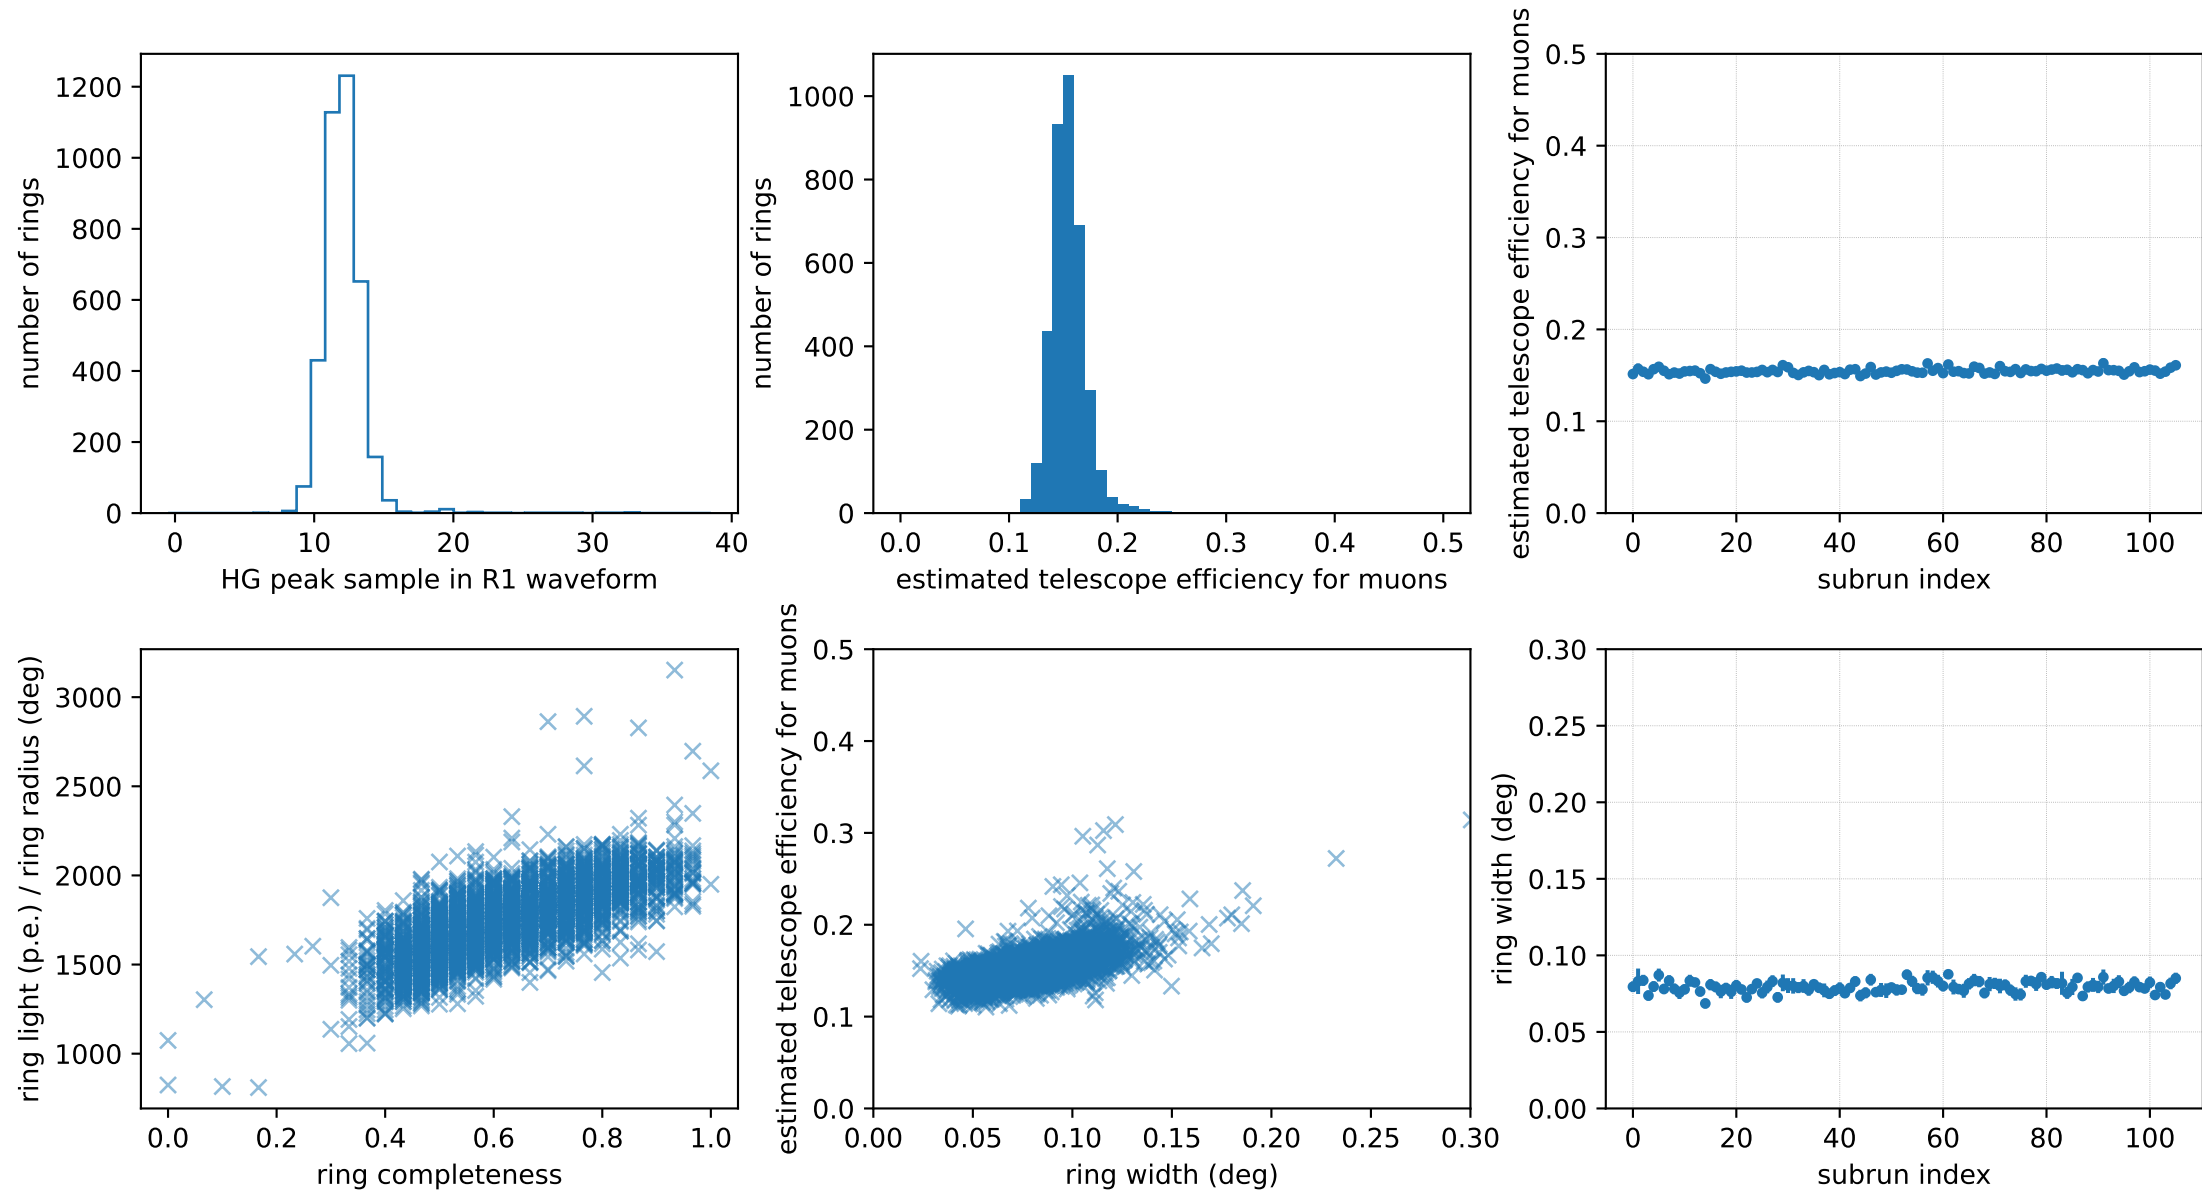 1200
1000
800
600
400
200
0
number of rings
0 10 20 30 40
HG peak sample in R1 waveform
1000
800
600
400
200
0
number of rings
0.0 0.1 0.2 0.3 0.4 0.5
estimated telescope efficiency for muons
0.5
0.4
0.3
0.2
0.1
0.0
estimated telescope efficiency for muons
0 20 40 60 80 100
subrun index
3000
2500
2000
1500
1000
ring light (p.e.) / ring radius (deg)
0.0 0.2 0.4 0.6 0.8 1.0
ring completeness
0.5
0.4
0.3
0.2
0.1
0.0
estimated telescope efficiency for muons
0.00 0.05 0.10 0.15 0.20 0.25 0.30
ring width (deg)
0.30
0.25
0.20
0.15
0.10
0.05
0.00
ring width (deg)
0 20 40 60 80 100
subrun index